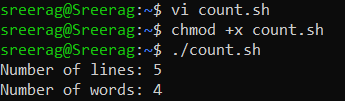 sreerag@Sreerag:~$ vi count.sh
sreerag@Sreerag:~$ chmod +x count.sh
sreerag@Sreerag:~$ ./count.sh
Number of lines: 5
Number of words: 4